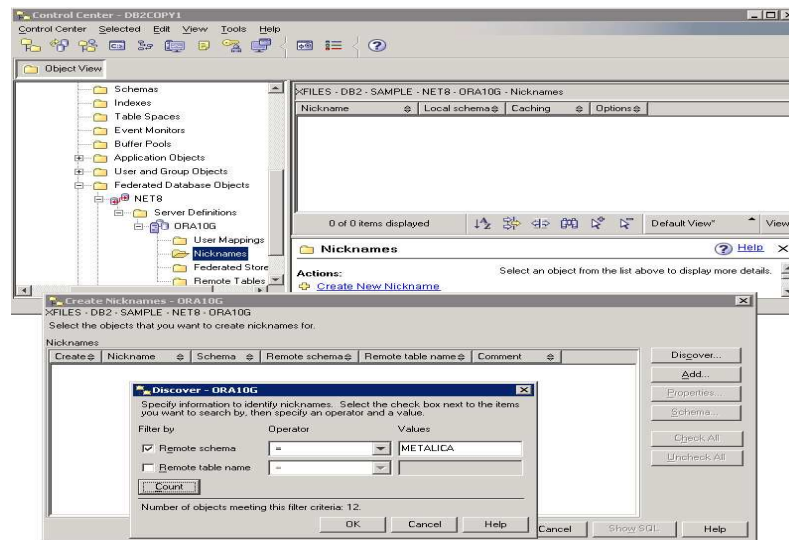 Control Center - DB2COPY1
Control Center Selected Edit View Tools Help
Object View
Schemas
Indexes
Table Spaces
Event Monitors
Buffer Pools
Application Objects
User and Group Objects
Federated Database Objects
NET8
Server Definitions
ORA10G
User Mappings
Nicknames
Federated Store
Remote Tables
XFILES - DB2 - SAMPLE - NET8 - ORA10G - Nicknames
Nickname Local schema Caching Options
0 of 0 items displayed Default View* View
Nicknames Help
Actions:
Create New Nickname
Select an object from the list above to display more details.
Create Nicknames - ORA10G
XFILES - DB2 - SAMPLE - NET8 - ORA10G
Select the objects that you want to create nicknames for.
Nicknames
Create Nickname Schema Remote schema Remote table name Comment
Discover...
Add...
Properties...
Schema...
Check All
Uncheck All
Discover - ORA10G
Specify information to identify nicknames. Select the check box next to the items
you want to search by, then specify an operator and a value.
Filter by Operator Values
Remote schema = METALICA
Remote table name =
Count
Number of objects meeting this filter criteria: 12.
OK Cancel Help
Cancel Show SQL Help